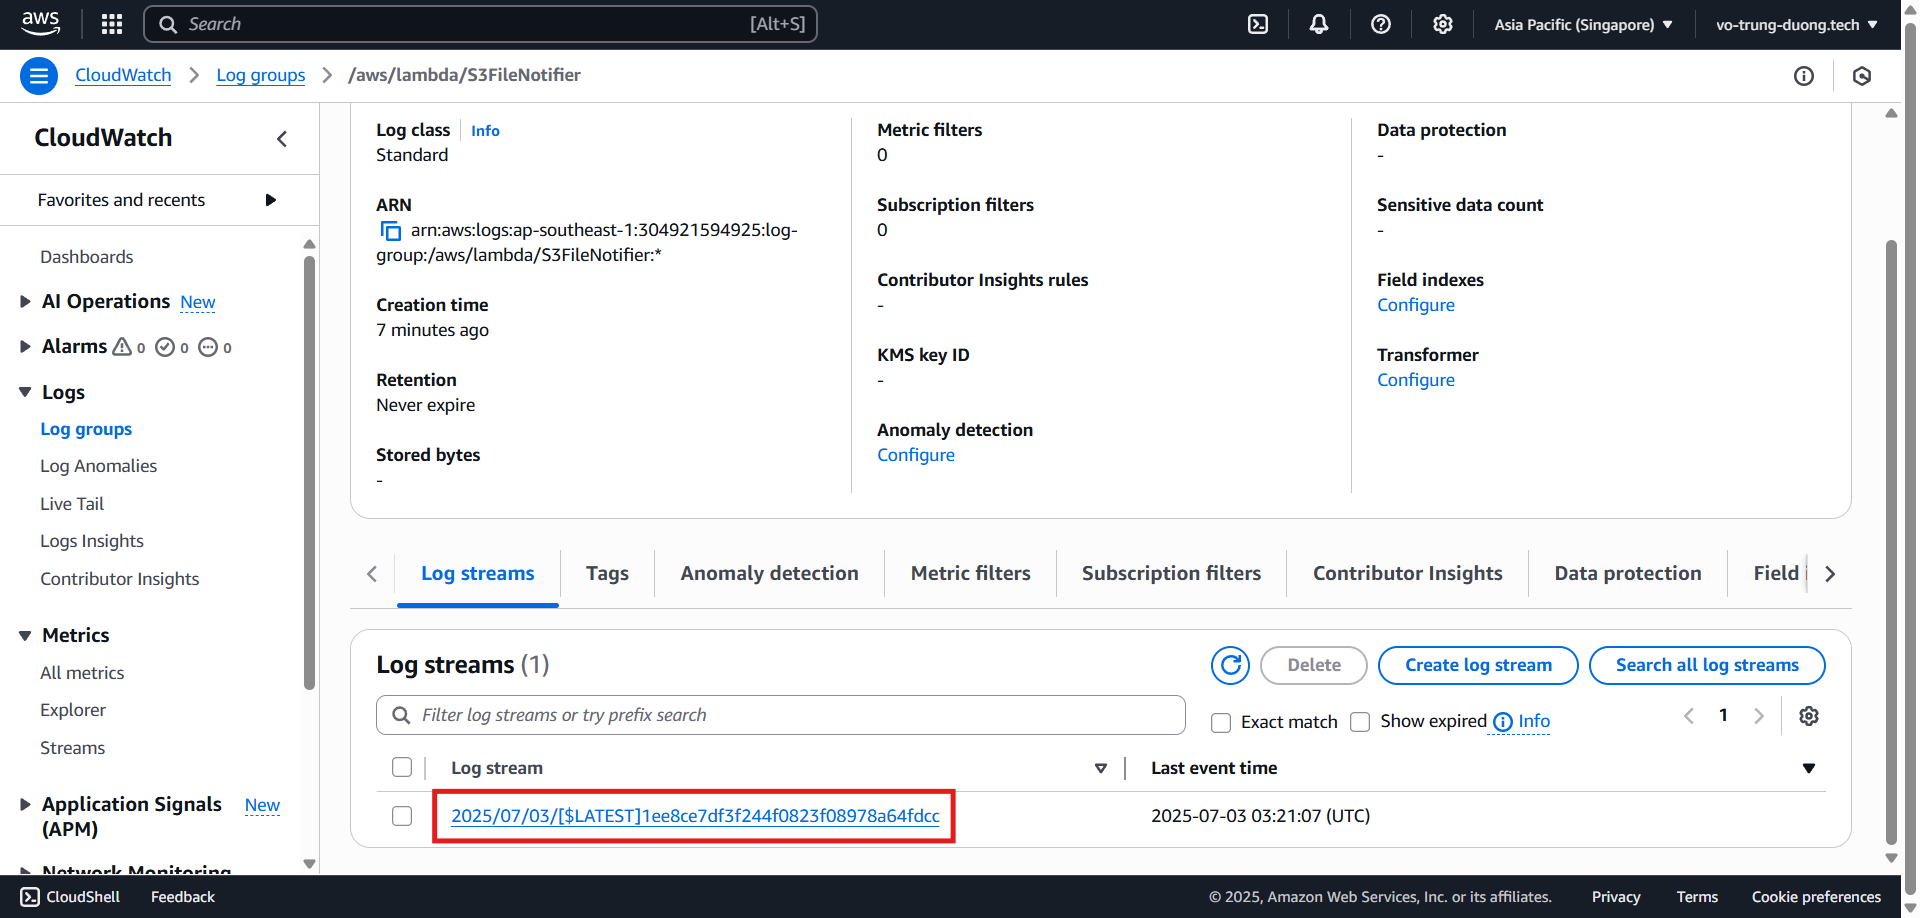 aws
Search [Alt+S]
Asia Pacific (Singapore)
vo-trung-duong.tech
CloudWatch
Log groups
/aws/lambda/S3FileNotifier
CloudWatch
Favorites and recents
Dashboards
AI Operations New
Alarms 0 0 0
Logs
Log groups
Log Anomalies
Live Tail
Logs Insights
Contributor Insights
Metrics
All metrics
Explorer
Streams
Application Signals New
(APM)
Network Monitoring
Log class Info
Standard
ARN
arn:aws:logs:ap-southeast-1:304921594925:log-
group:/aws/lambda/S3FileNotifier:*
Creation time
7 minutes ago
Retention
Never expire
Stored bytes
-
Metric filters
0
Subscription filters
0
Contributor Insights rules
-
KMS key ID
-
Anomaly detection
Configure
Data protection
-
Sensitive data count
-
Field indexes
Configure
Transformer
Configure
Log streams
Tags
Anomaly detection
Metric filters
Subscription filters
Contributor Insights
Data protection
Field
Log streams (1)
Delete
Create log stream
Search all log streams
Filter log streams or try prefix search
Exact match
Show expired Info
1
Log stream
Last event time
2025/07/03/[$LATEST]1ee8ce7df3f244f0823f08978a64fdcc
2025-07-03 03:21:07 (UTC)
CloudShell
Feedback
© 2025, Amazon Web Services, Inc. or its affiliates.
Privacy
Terms
Cookie preferences